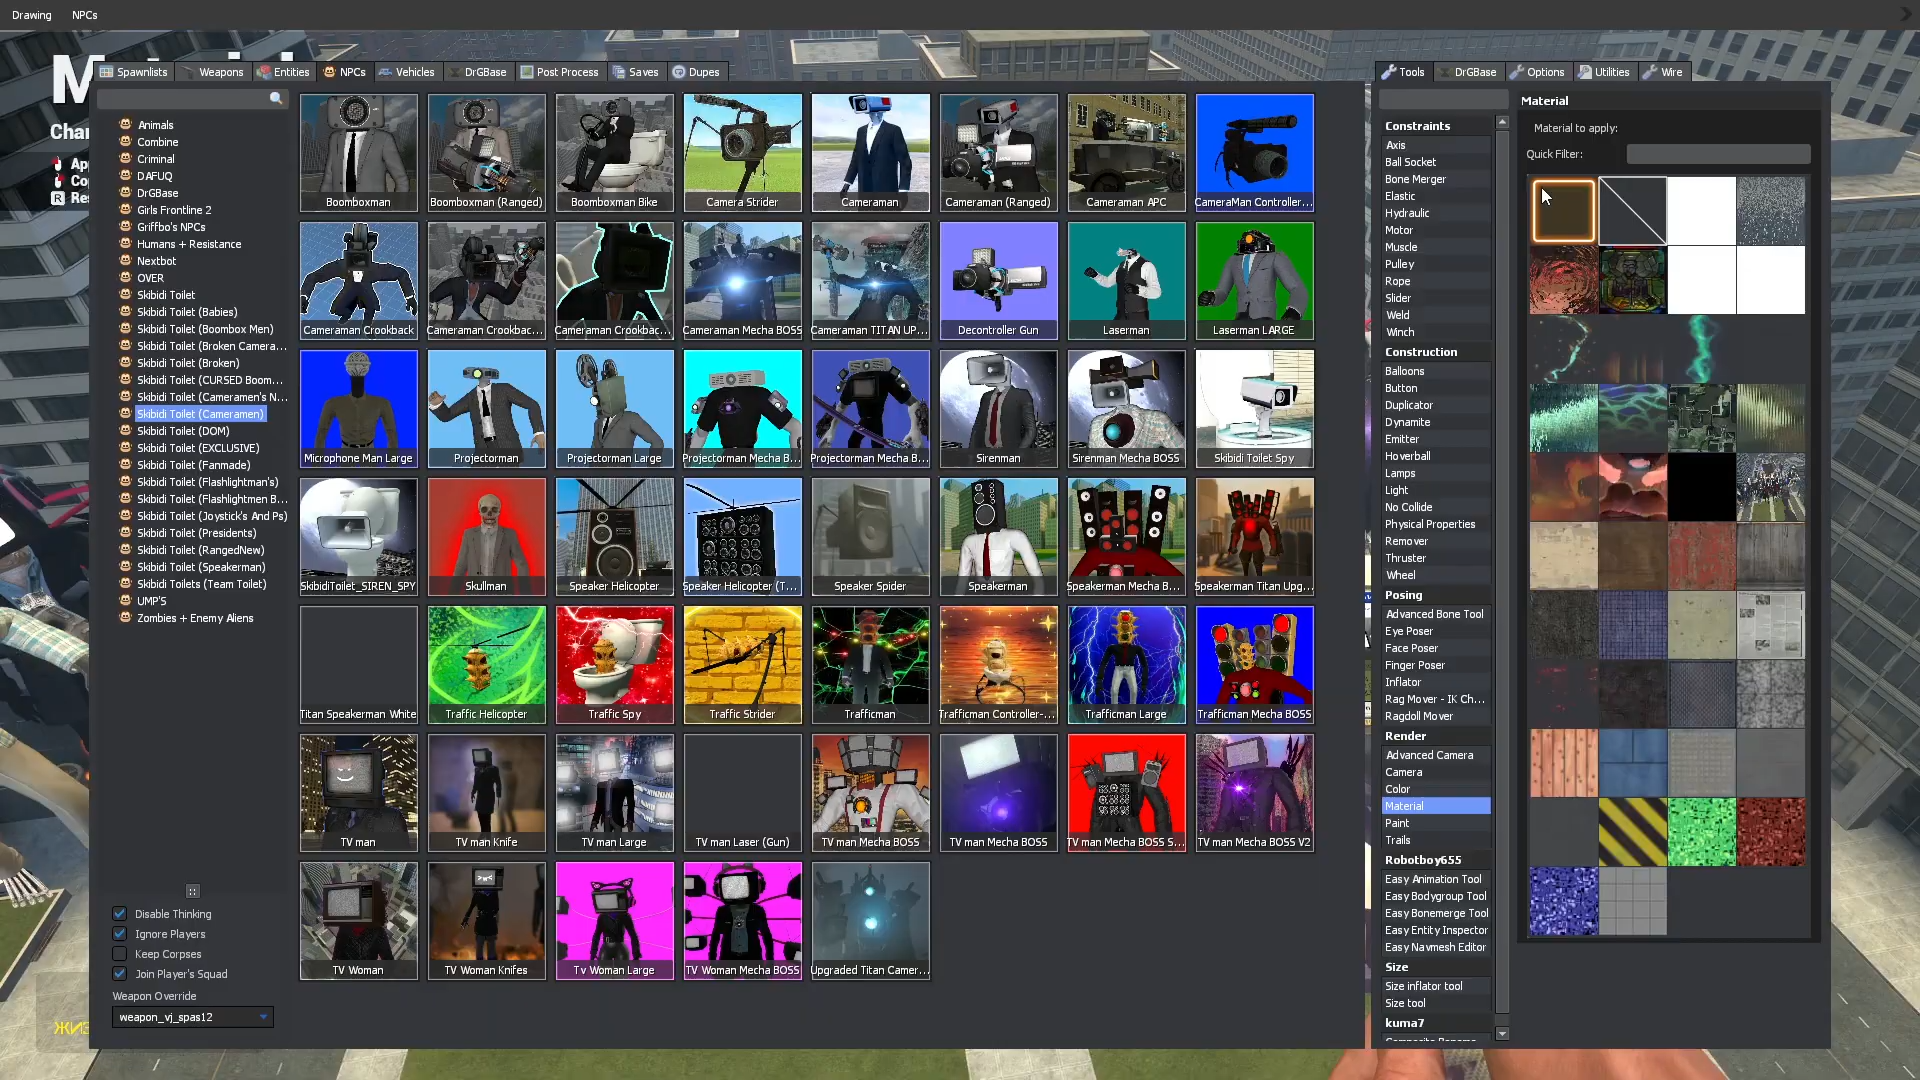 Drawing NPCs
M
Char
App
Cop
R Res
Spawnlists Weapons Entities NPCs Vehicles DrGBase Post Process Saves Dupes
Animals
Combine
Criminal
DAFUQ
DrGBase
Girls Frontline 2
Griffbo's NPCs
Humans + Resistance
Nextbot
OVER
Skibidi Toilet
Skibidi Toilet (Babies)
Skibidi Toilet (Boombox Men)
Skibidi Toilet (Broken Camera...
Skibidi Toilet (Broken)
Skibidi Toilet (CURSED Boom...
Skibidi Toilet (Cameramen's N...
Skibidi Toilet (Cameramen)
Skibidi Toilet (DOM)
Skibidi Toilet (EXCLUSIVE)
Skibidi Toilet (Fanmade)
Skibidi Toilet (Flashlightman's)
Skibidi Toilet (Flashlightmen B...
Skibidi Toilet (Joystick's And Ps)
Skibidi Toilet (Presidents)
Skibidi Toilet (RangedNew)
Skibidi Toilet (Speakerman)
Skibidi Toilets (Team Toilet)
UMP'S
Zombies + Enemy Aliens
Disable Thinking
Ignore Players
Keep Corpses
Join Player's Squad
Weapon Override
weapon_vj_spas12
ЖИЗ
Boomboxman Boomboxman (Ranged) Boomboxman Bike Camera Strider Cameraman Cameraman (Ranged) Cameraman APC CameraMan Controller...
Cameraman Crookback Cameraman Crookbac... Cameraman Crookbac... Cameraman Mecha BOSS Cameraman TITAN UP... Decontroller Gun Laserman Laserman LARGE
Microphone Man Large Projectorman Projectorman Large Projectorman Mecha B... Projectorman Mecha B... Sirenman Sirenman Mecha BOSS Skibidi Toilet Spy
SkibidiToilet_SIREN_SPY Skullman Speaker Helicopter Speaker Helicopter (T... Speaker Spider Speakerman Speakerman Mecha B... Speakerman Titan Upg...
Titan Speakerman White Traffic Helicopter Traffic Spy Traffic Strider Trafficman Trafficman Controller-... Trafficman Large Trafficman Mecha BOSS
TV man TV man Knife TV man Large TV man Laser (Gun) TV man Mecha BOSS TV man Mecha BOSS TV man Mecha BOSS S... TV man Mecha BOSS V2
TV Woman TV Woman Knifes Tv Woman Large TV Woman Mecha BOSS Upgraded Titan Camer...
Tools DrGBase Options Utilities Wire
Constraints
Axis
Ball Socket
Bone Merger
Elastic
Hydraulic
Motor
Muscle
Pulley
Rope
Slider
Weld
Winch
Construction
Balloons
Button
Duplicator
Dynamite
Emitter
Hoverball
Lamps
Light
No Collide
Physical Properties
Remover
Thruster
Wheel
Posing
Advanced Bone Tool
Eye Poser
Face Poser
Finger Poser
Inflator
Rag Mover - IK Ch...
Ragdoll Mover
Render
Advanced Camera
Camera
Color
Material
Paint
Trails
Robotboy655
Easy Animation Tool
Easy Bodygroup Tool
Easy Bonemerge Tool
Easy Entity Inspector
Easy Navmesh Editor
Size
Size inflator tool
Size tool
kuma7
Material
Material to apply:
Quick Filter: